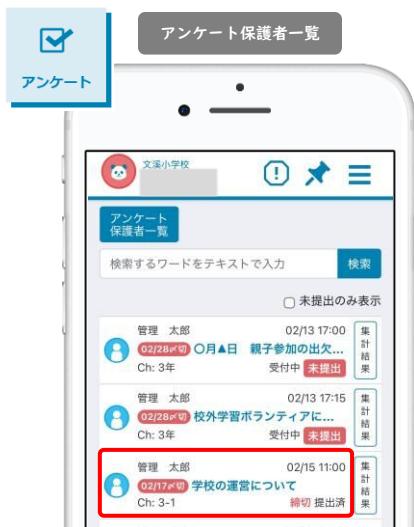 アンケート
アンケート保護者一覧
文溪小学校
アンケート
保護者一覧
検索するワードをテキストで入力
検索
未提出のみ表示
管理 太郎 02/13 17:00
02/28〆切 〇月▲日 親子参加の出欠...
Ch: 3年 受付中 未提出
集計結果
管理 太郎 02/13 17:15
02/28〆切 校外学習ボランティアに...
Ch: 3年 受付中 未提出
集計結果
管理 太郎 02/15 11:00
02/17〆切 学校の運営について
Ch: 3-1 締切 提出済
集計結果